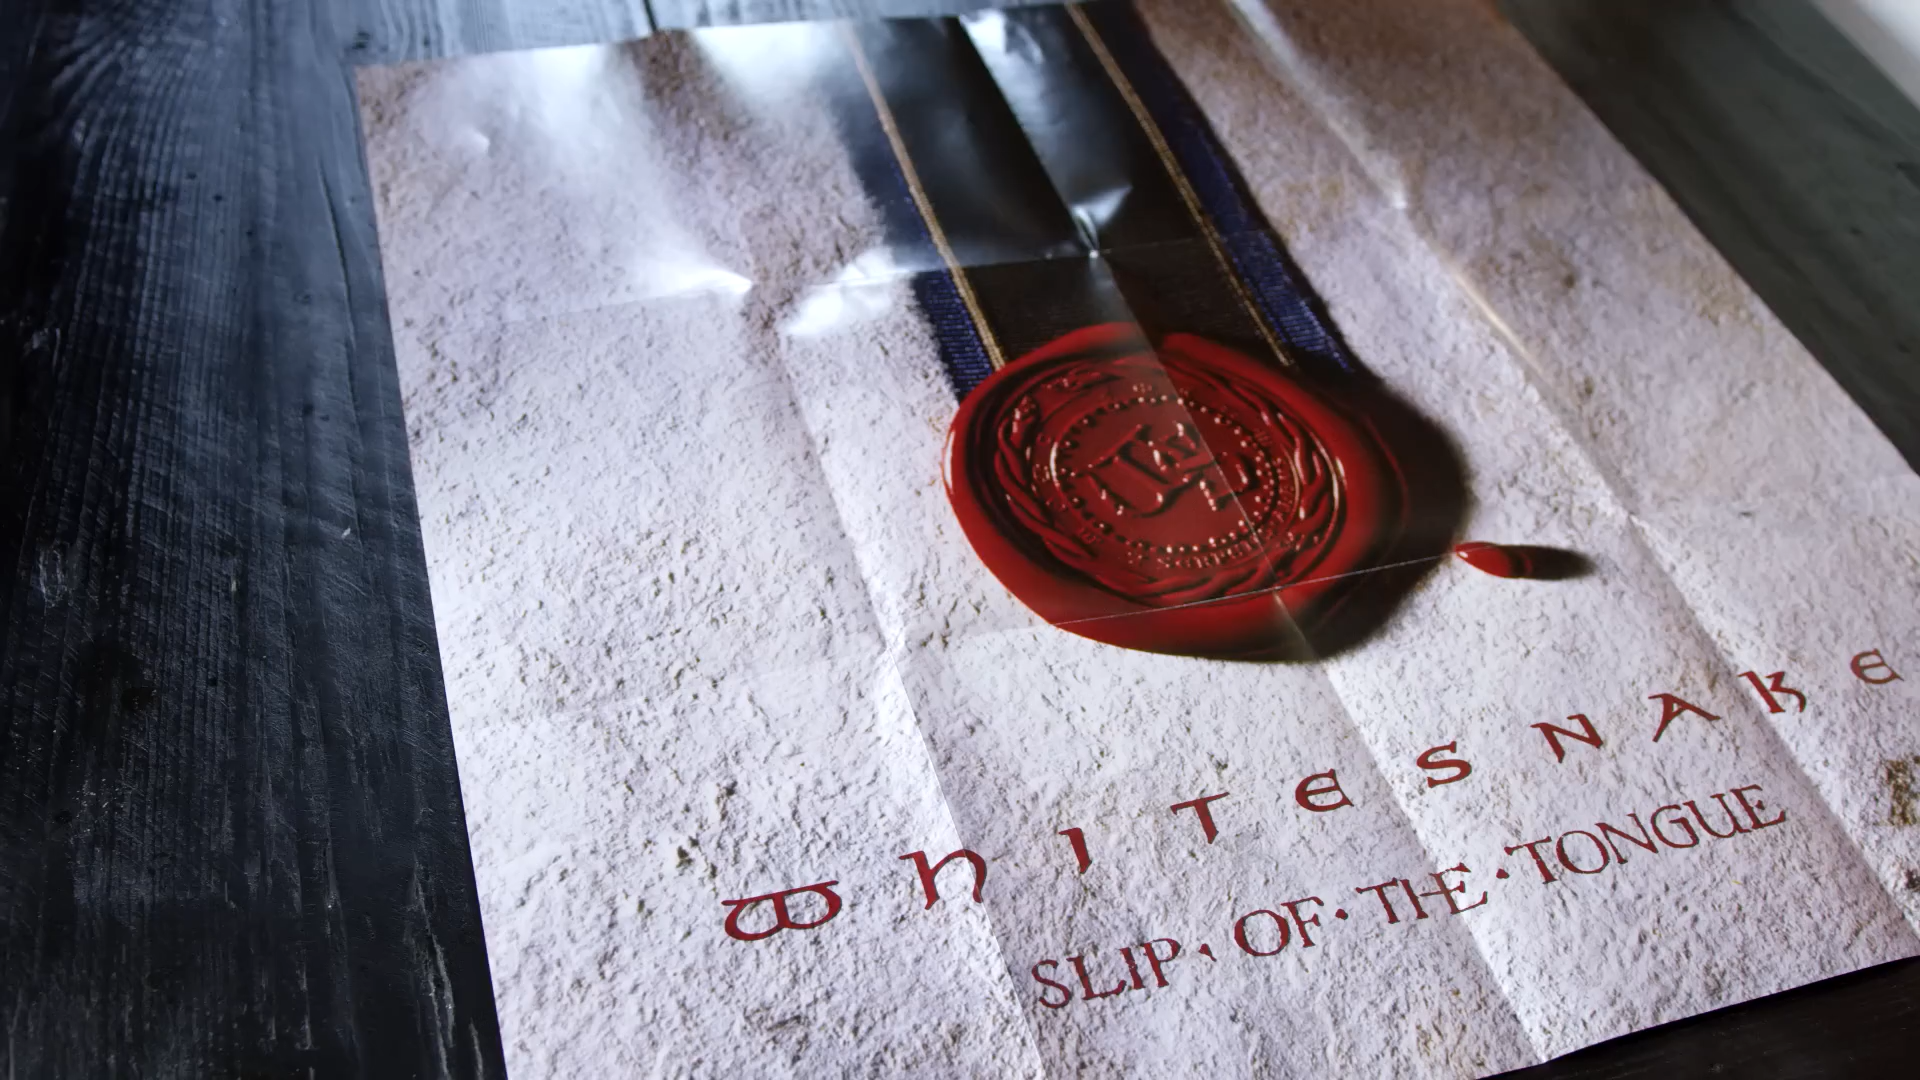 WHITESNAKE
SLIP · OF · THE · TONGUE